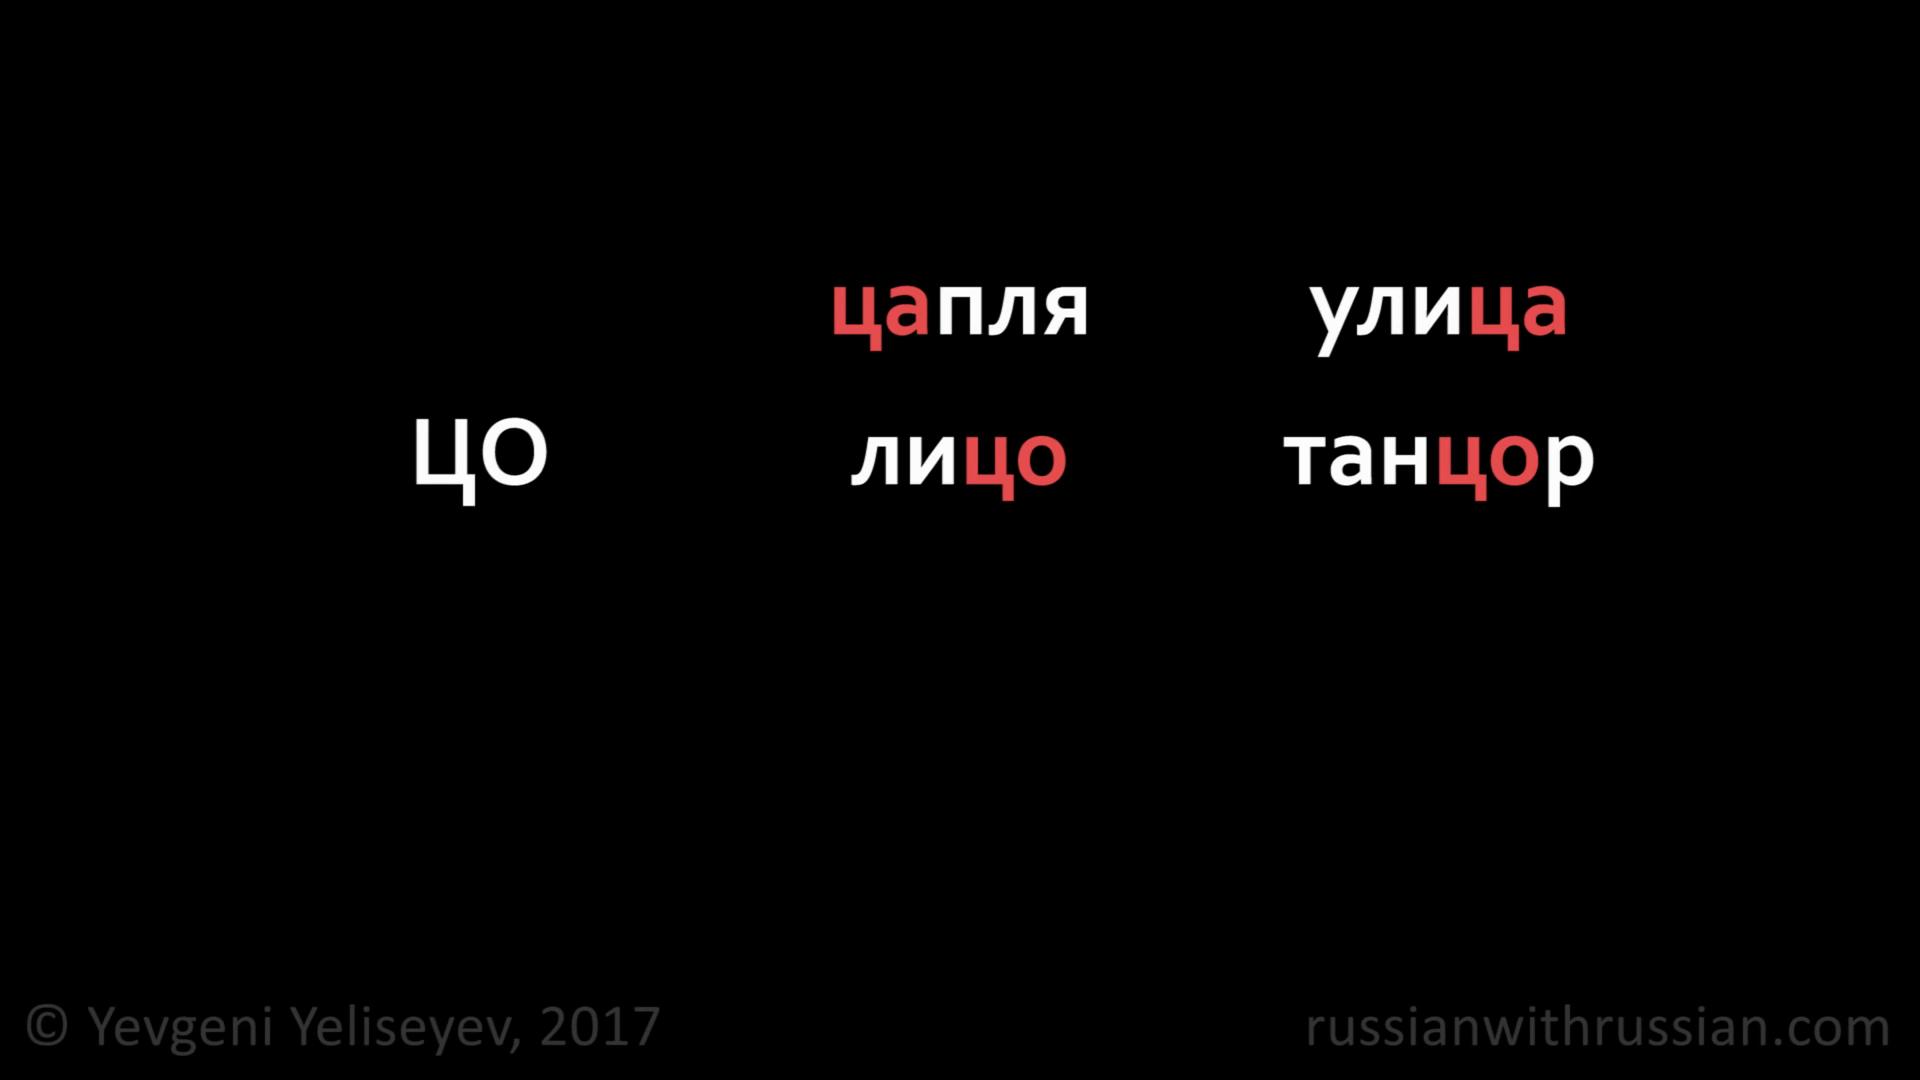 цапля улица
ЦО лицо танцор
© Yevgeni Yeliseyev, 2017 russianwithrussian.com